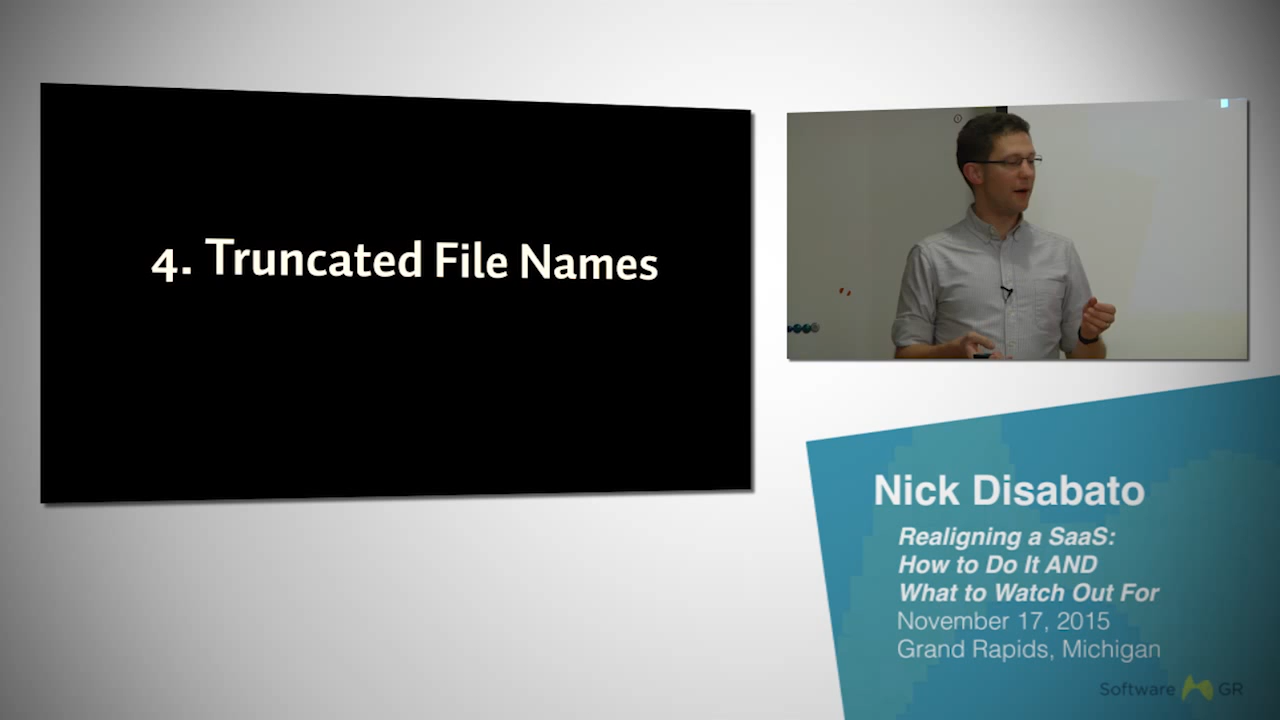 4. Truncated File Names
Nick Disabato
Realigning a SaaS:
How to Do It AND
What to Watch Out For
November 17, 2015
Grand Rapids, Michigan
Software GR